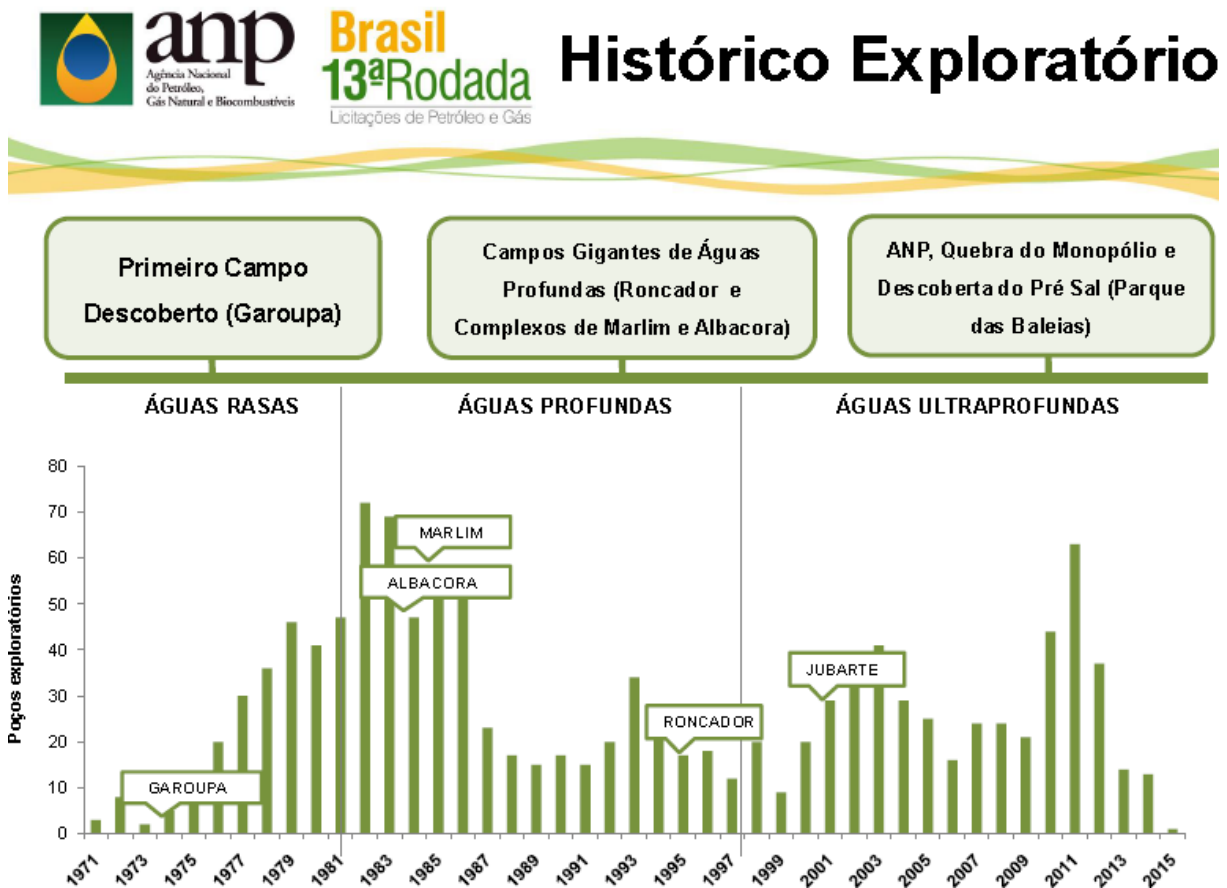 anp
Agência Nacional
do Petróleo,
Gás Natural e Biocombustíveis
Brasil
13ªRodada
Licitações de Petróleo e Gás
Histórico Exploratório
Primeiro Campo
Descoberto (Garoupa)
Campos Gigantes de Águas
Profundas (Roncador e
Complexos de Marlim e Albacora)
ANP, Quebra do Monopólio e
Descoberta do Pré Sal (Parque
das Baleias)
ÁGUAS RASAS
ÁGUAS PROFUNDAS
ÁGUAS ULTRAPROFUNDAS
Poços exploratórios
80
70
60
50
40
30
20
10
0
MARLIM
ALBACORA
JUBARTE
RONCADOR
GAROUPA
1971
1973
1975
1977
1979
1981
1983
1985
1987
1989
1991
1993
1995
1997
1999
2001
2003
2005
2007
2009
2011
2013
2015